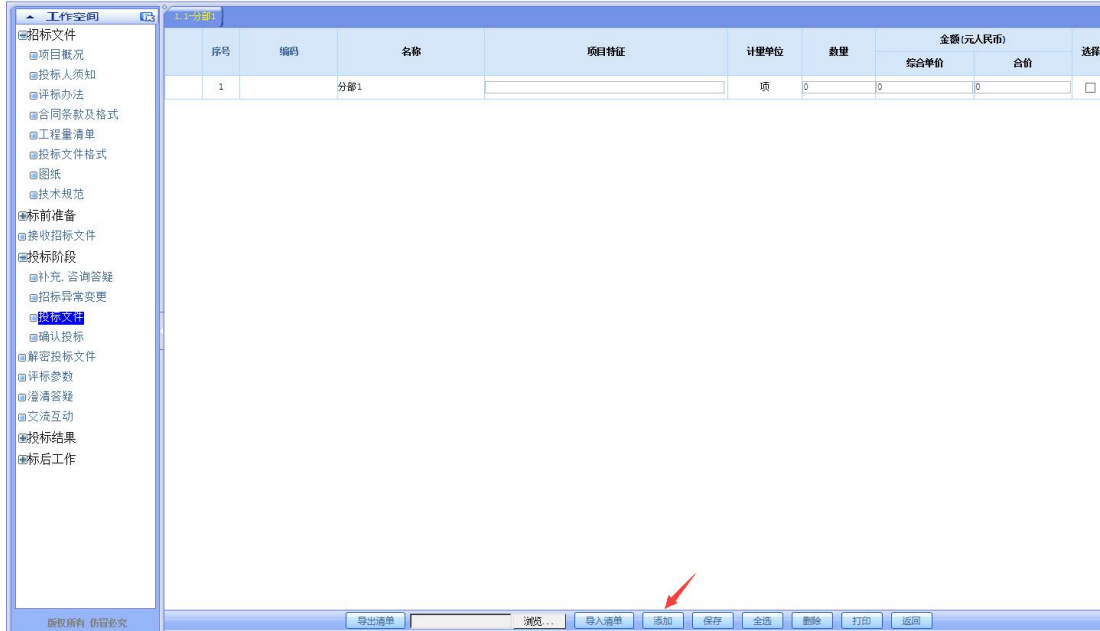 工作空间
招标文件
项目概况
投标人须知
评标办法
合同条款及格式
工程量清单
投标文件格式
图纸
技术规范
标前准备
接收招标文件
投标阶段
补充,咨询答疑
招标异常变更
投标文件
确认投标
解密投标文件
评标参数
澄清答疑
交流互动
投标结果
标后工作
版权所有 仿冒必究
1.1-分部1
序号 编码 名称 项目特征 计量单位 数量 金额(元人民币) 选择
综合单价 合价
1 分部1 项 0 0 0
导出清单 浏览... 导入清单 添加 保存 全选 删除 打印 返回